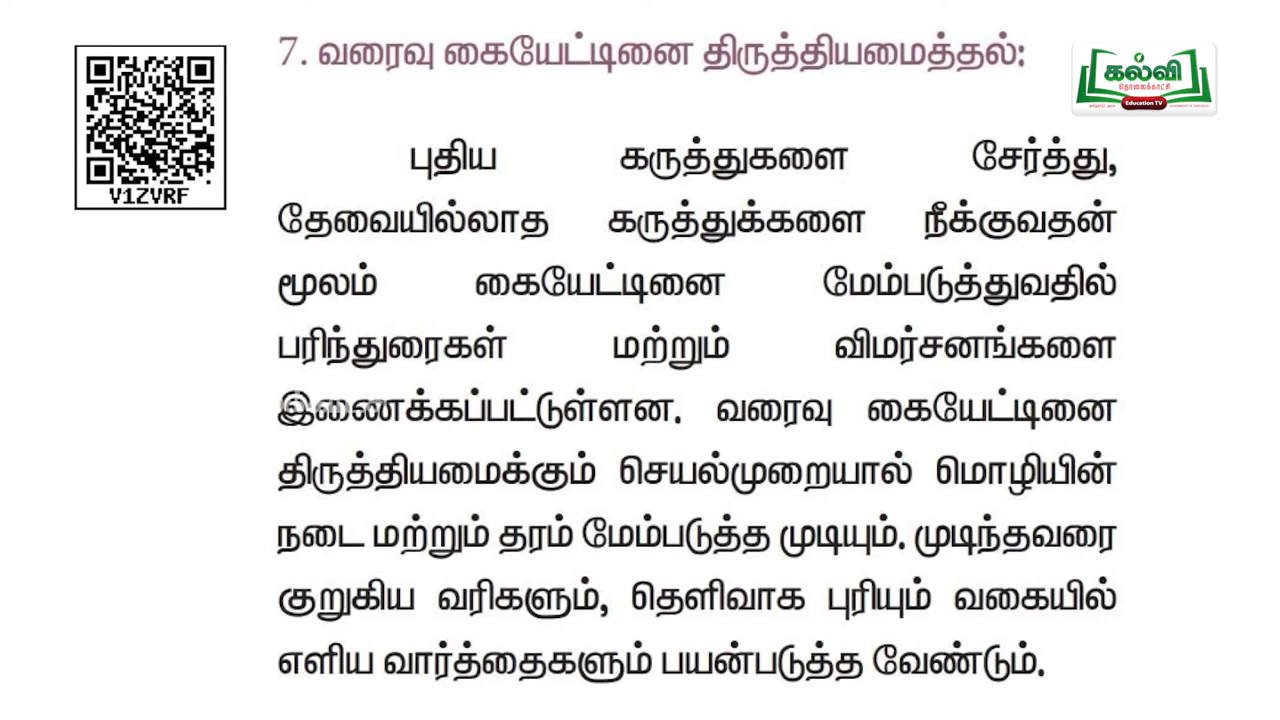 7. வரைவு கையேட்டினை திருத்தியமைத்தல்:
கல்வி
தொலைக்காட்சி
Education TV
V1ZVRF
புதிய கருத்துகளை சேர்த்து,
தேவையில்லாத கருத்துக்களை நீக்குவதன்
மூலம் கையேட்டினை மேம்படுத்துவதில்
பரிந்துரைகள் மற்றும் விமர்சனங்களை
இணைக்கப்பட்டுள்ளன. வரைவு கையேட்டினை
திருத்தியமைக்கும் செயல்முறையால் மொழியின்
நடை மற்றும் தரம் மேம்படுத்த முடியும். முடிந்தவரை
குறுகிய வரிகளும், தெளிவாக புரியும் வகையில்
எளிய வார்த்தைகளும் பயன்படுத்த வேண்டும்.